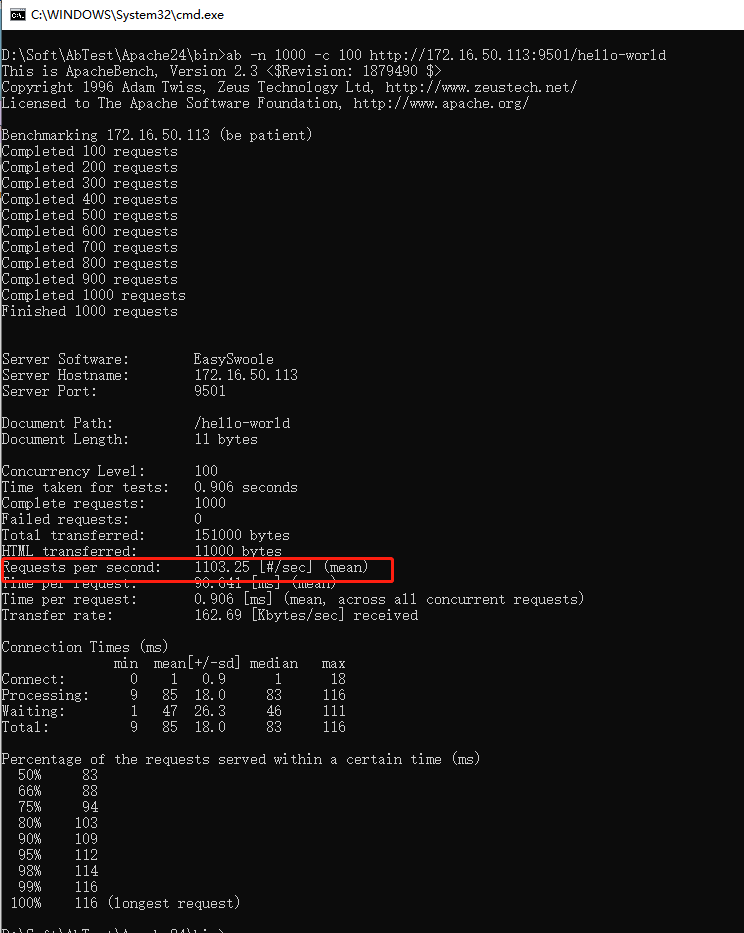 C:\WINDOWS\System32\cmd.exe
D:\Soft\AbTest\Apache24\bin>ab -n 1000 -c 100 http://172.16.50.113:9501/hello-world
This is ApacheBench, Version 2.3 <$Revision: 1879490 $>
Copyright 1996 Adam Twiss, Zeus Technology Ltd, http://www.zeustech.net/
Licensed to The Apache Software Foundation, http://www.apache.org/
Benchmarking 172.16.50.113 (be patient)
Completed 100 requests
Completed 200 requests
Completed 300 requests
Completed 400 requests
Completed 500 requests
Completed 600 requests
Completed 700 requests
Completed 800 requests
Completed 900 requests
Completed 1000 requests
Finished 1000 requests
Server Software: EasySwoole
Server Hostname: 172.16.50.113
Server Port: 9501
Document Path: /hello-world
Document Length: 11 bytes
Concurrency Level: 100
Time taken for tests: 0.906 seconds
Complete requests: 1000
Failed requests: 0
Total transferred: 151000 bytes
HTML transferred: 11000 bytes
Requests per second: 1103.25 [#/sec] (mean)
Time per request: 90.641 [ms] (mean)
Time per request: 0.906 [ms] (mean, across all concurrent requests)
Transfer rate: 162.69 [Kbytes/sec] received
Connection Times (ms)
min mean[+/-sd] median max
Connect: 0 1 0.9 1 18
Processing: 9 85 18.0 83 116
Waiting: 1 47 26.3 46 111
Total: 9 85 18.0 83 116
Percentage of the requests served within a certain time (ms)
50% 83
66% 88
75% 94
80% 103
90% 109
95% 112
98% 114
99% 116
100% 116 (longest request)
D:\Soft\AbTest\Apache24\bin>